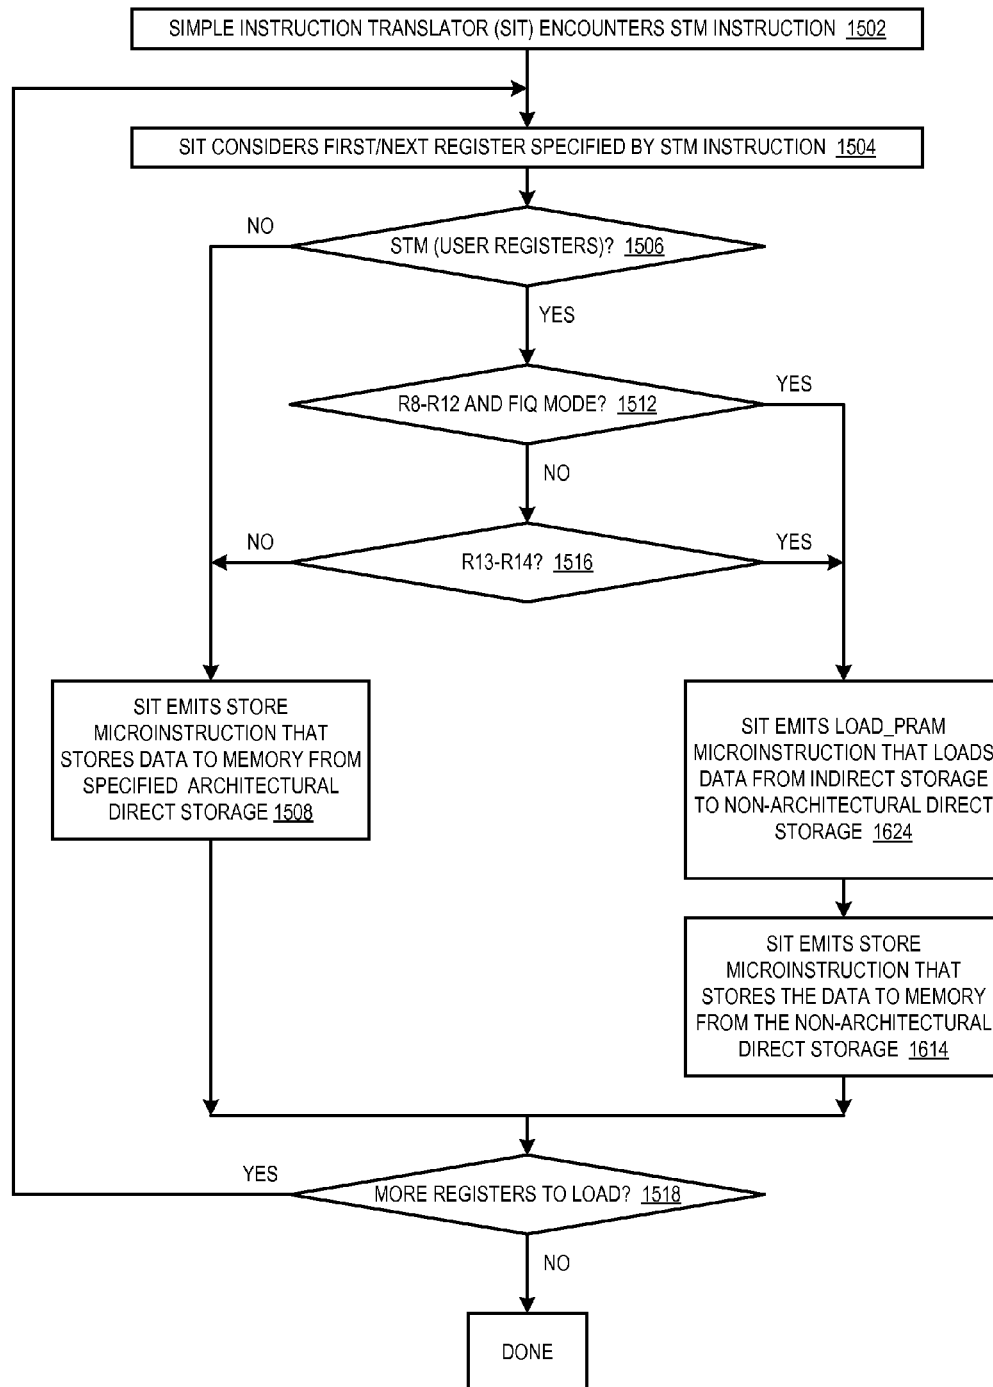 SIMPLE INSTRUCTION TRANSLATOR (SIT) ENCOUNTERS STM INSTRUCTION 1502
SIT CONSIDERS FIRST/NEXT REGISTER SPECIFIED BY STM INSTRUCTION 1504
NO
STM (USER REGISTERS)? 1506
YES
YES
R8-R12 AND FIQ MODE? 1512
NO
NO
YES
R13-R14? 1516
SIT EMITS STORE
MICROINSTRUCTION THAT
STORES DATA TO MEMORY FROM
SPECIFIED ARCHITECTURAL
DIRECT STORAGE 1508
SIT EMITS LOAD_PRAM
MICROINSTRUCTION THAT LOADS
DATA FROM INDIRECT STORAGE
TO NON-ARCHITECTURAL DIRECT
STORAGE 1624
SIT EMITS STORE
MICROINSTRUCTION THAT
STORES THE DATA TO MEMORY
FROM THE NON-ARCHITECTURAL
DIRECT STORAGE 1614
YES
MORE REGISTERS TO LOAD? 1518
NO
DONE